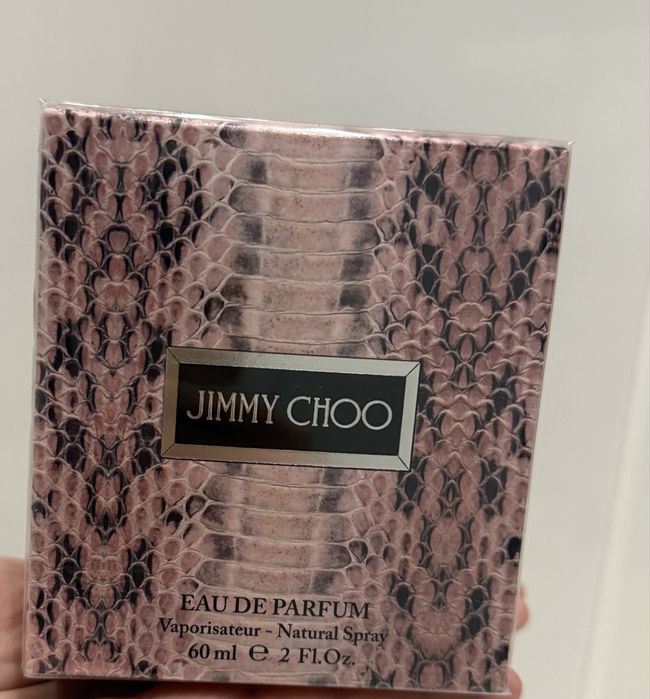 JIMMY CHOO
EAU DE PARFUM
Vaporisateur - Natural Spray
60 ml ℮ 2 Fl.Oz.